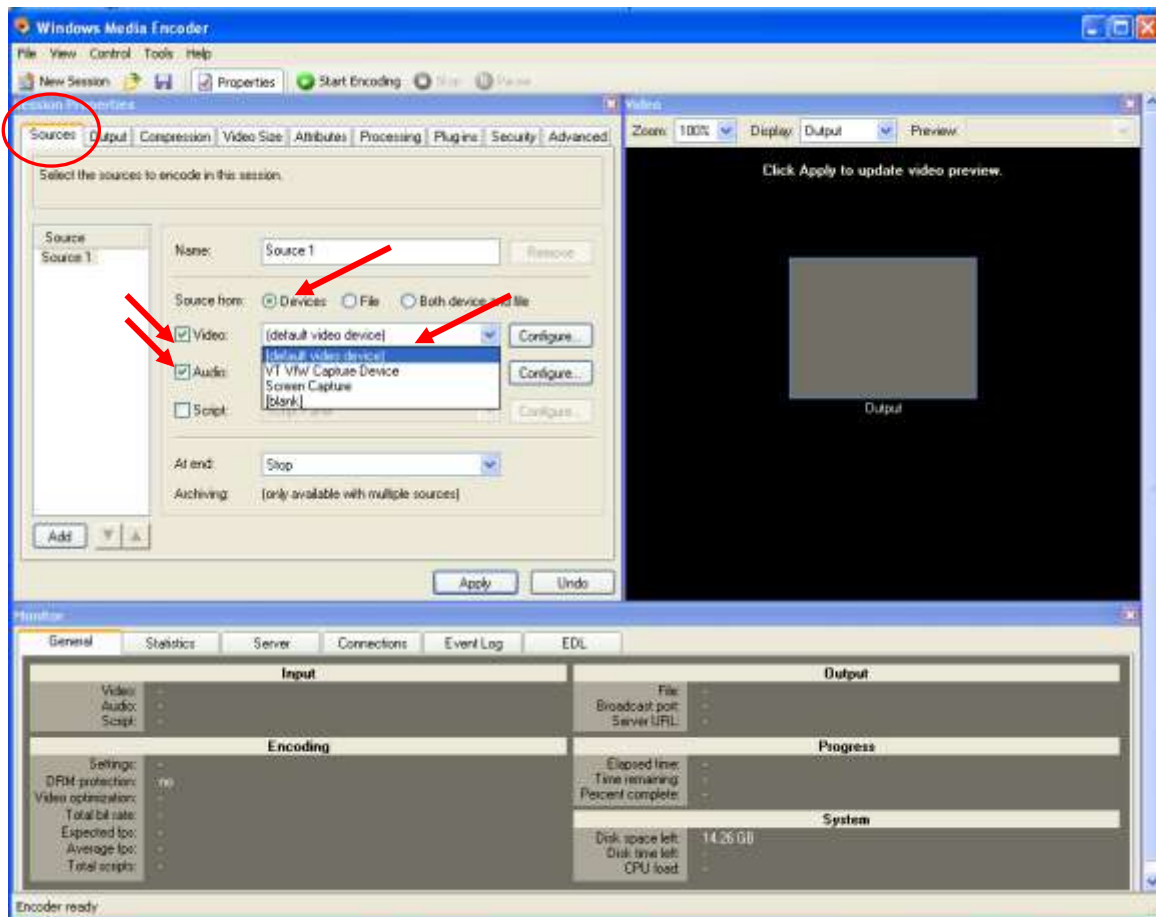 Windows Media Encoder
File View Control Tools Help
New Session Properties Start Encoding Stop Pause
Session Properties
Sources Output Compression Video Size Attributes Processing Plug-ins Security Advanced
Select the sources to encode in this session.
Source
Source 1
Name: Source 1 Remove
Source from: Devices File Both device and file
Video: (default video device) Configure...
(default video device)
VT VfW Capture Device
Screen Capture
[blank]
Audio: Configure...
Script: Configure...
At end: Stop
Archiving: (only available with multiple sources)
Add
Apply Undo
Video
Zoom: 100% Display: Output Preview:
Click Apply to update video preview.
Output
Monitor
General Statistics Server Connections Event Log EDL
Input
Video: -
Audio: -
Script: -
Encoding
Settings: -
DRM protection: no
Video optimization: -
Total bit rate: -
Expected fps: -
Average fps: -
Total scripts: -
Output
File: -
Broadcast port: -
Server URL: -
Progress
Elapsed time: -
Time remaining: -
Percent complete: -
System
Disk space left: 14.26 GB
Disk time left: -
CPU load: -
Encoder ready